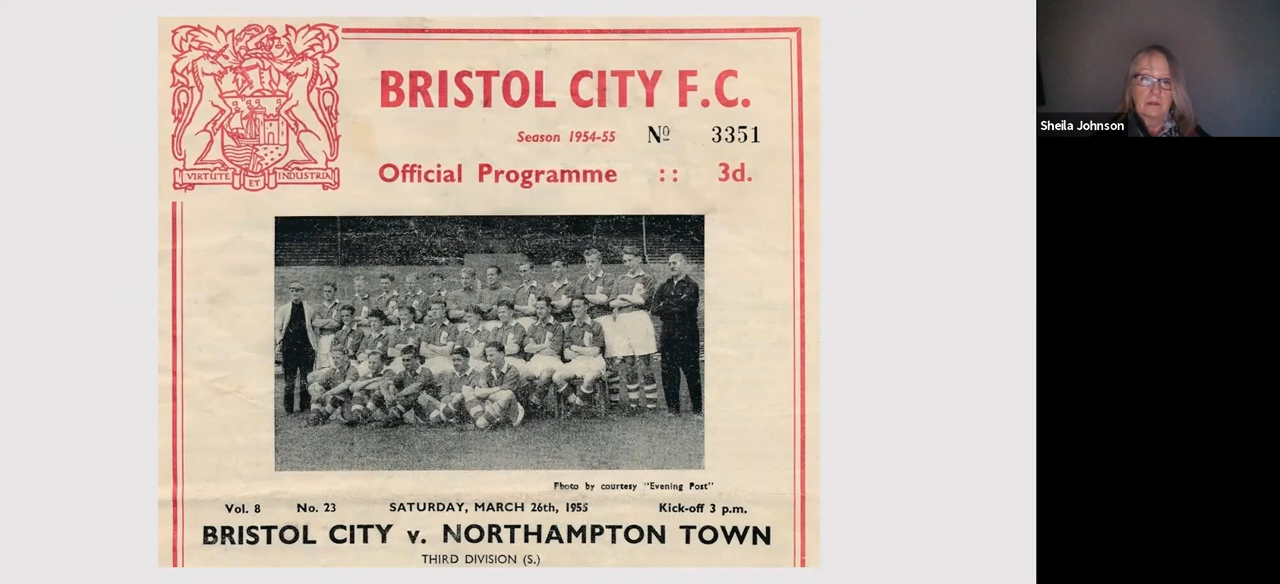 BRISTOL CITY F.C.
Season 1954-55 Nº 3351
Official Programme :: 3d.
VIRTUTE ET INDUSTRIA
Photo by courtesy "Evening Post"
Vol. 8 No. 23 SATURDAY, MARCH 26th, 1955 Kick-off 3 p.m.
BRISTOL CITY v. NORTHAMPTON TOWN
THIRD DIVISION (S.)
Sheila Johnson